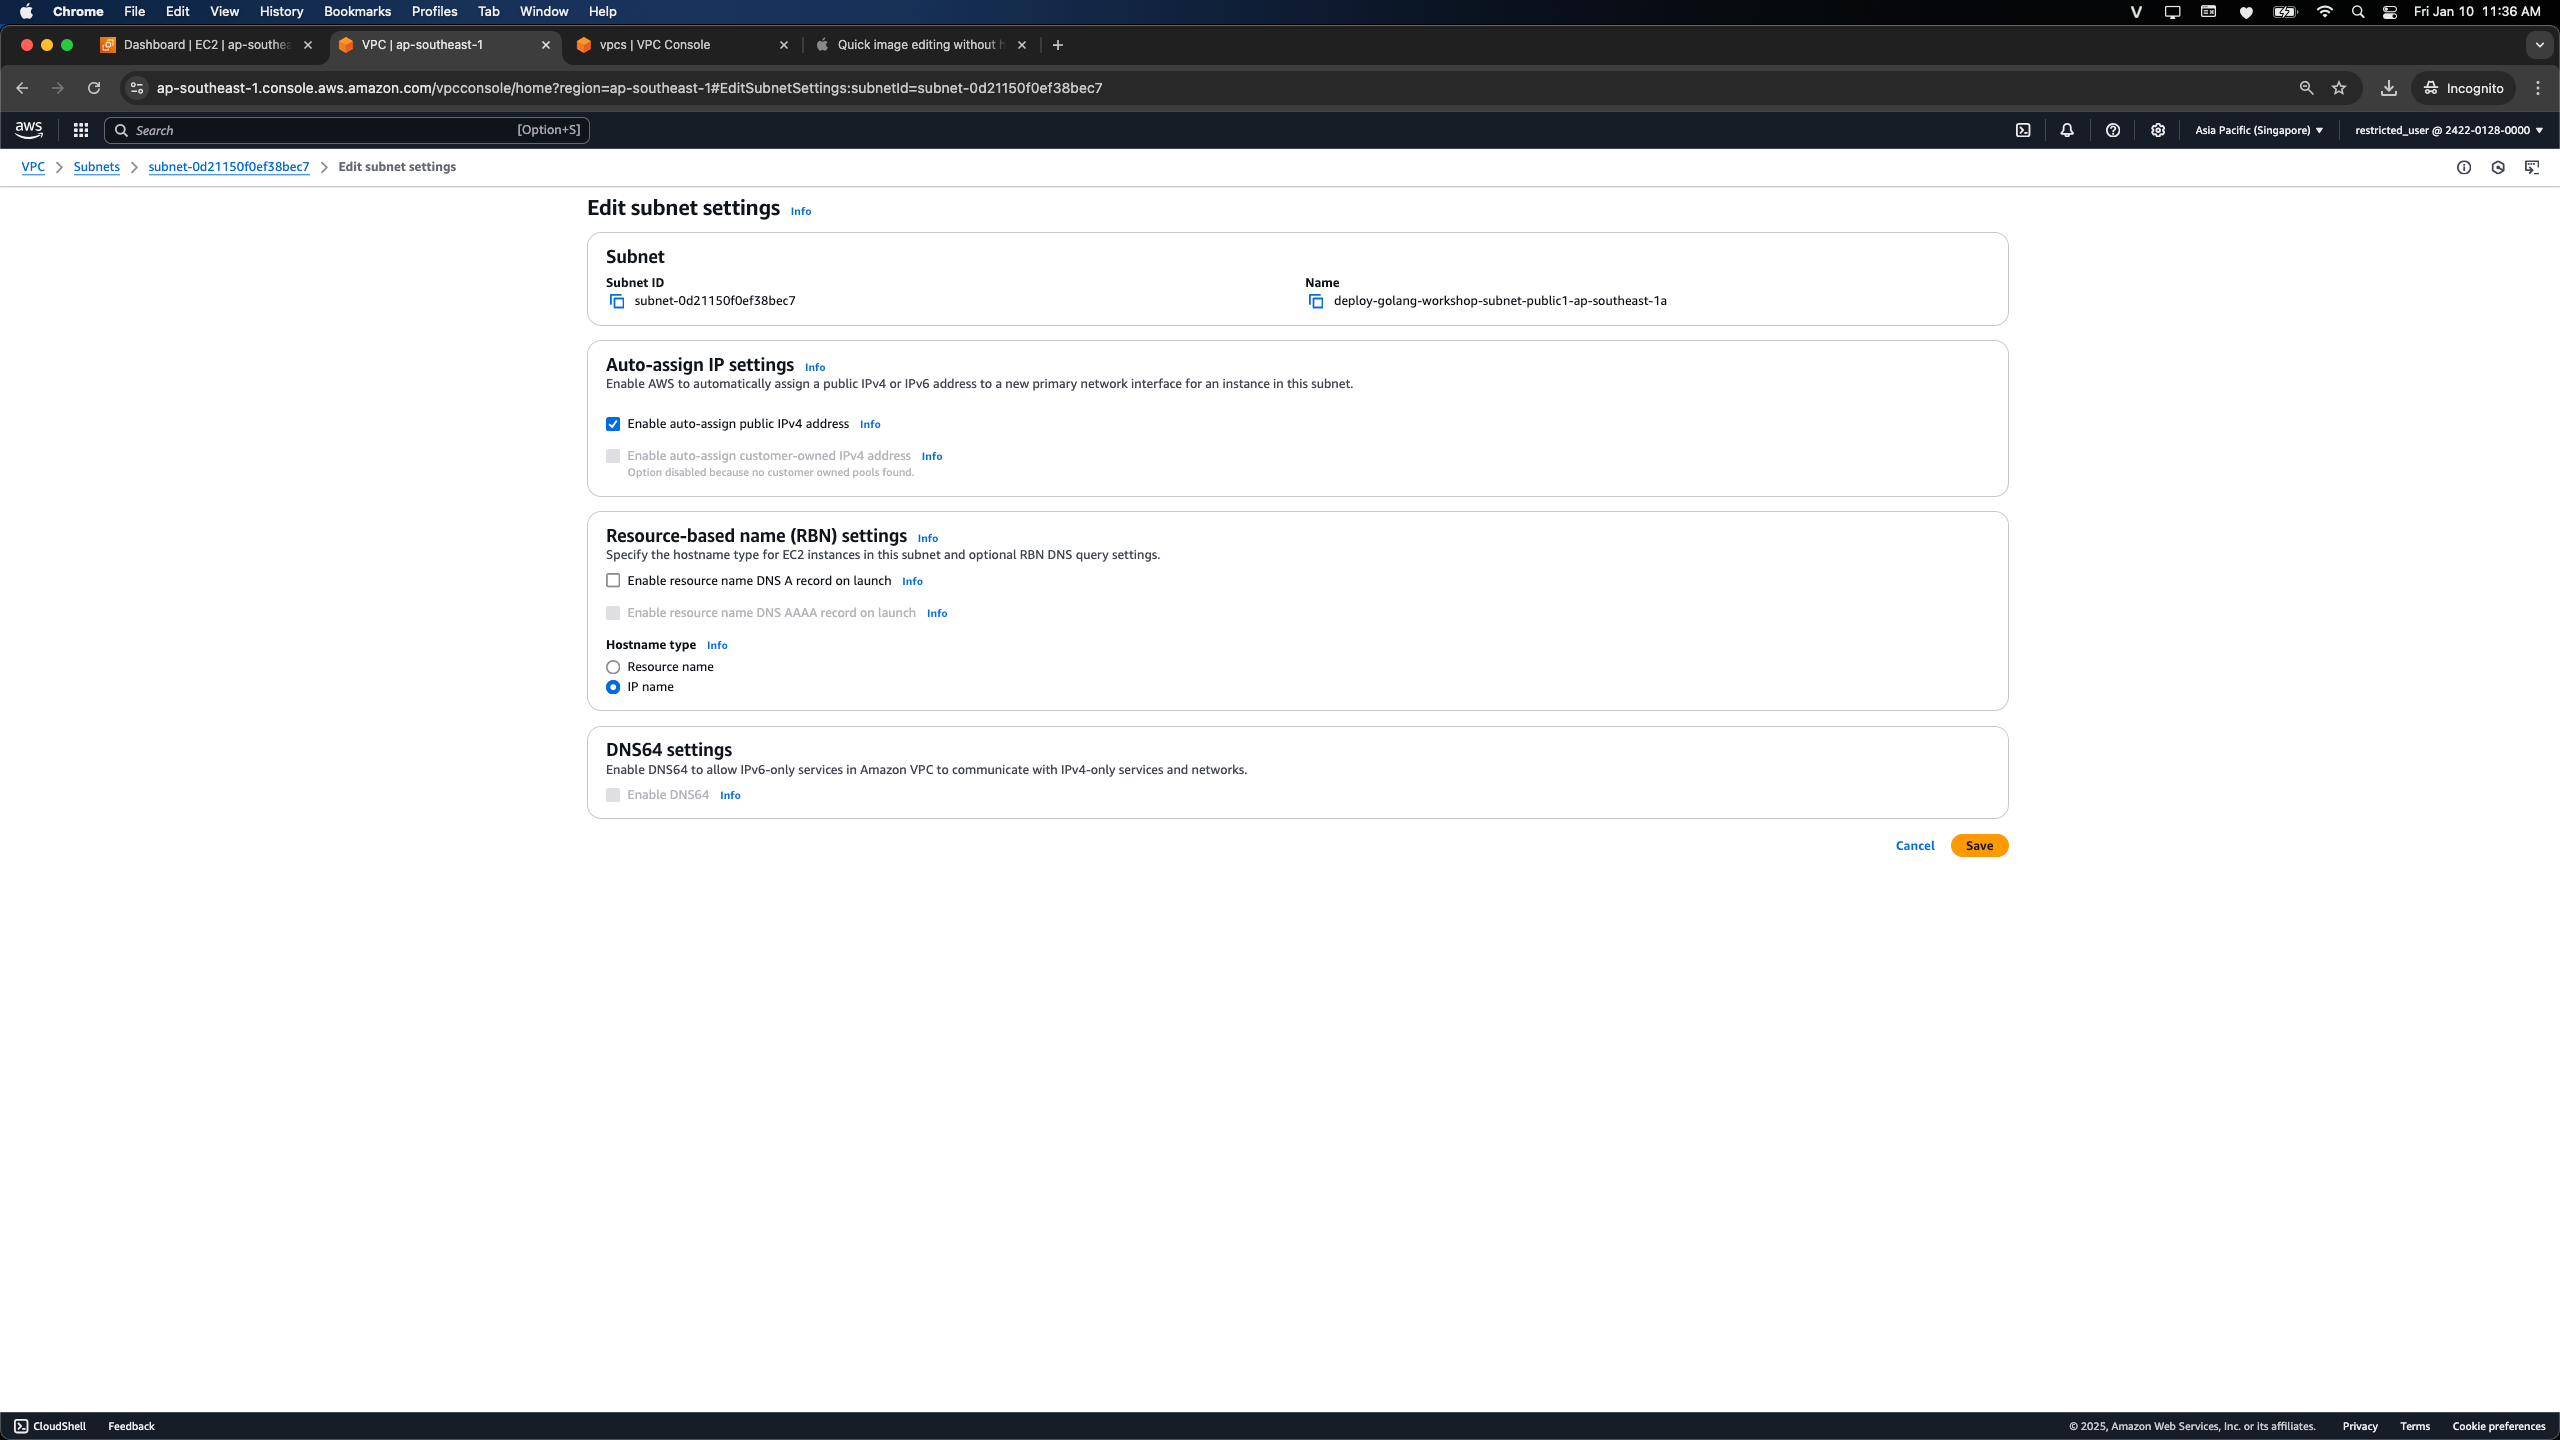 Chrome File Edit View History Bookmarks Profiles Tab Window Help
V Fri Jan 10 11:36 AM
Dashboard | EC2 | ap-southea
VPC | ap-southeast-1
vpcs | VPC Console
Quick image editing without h
ap-southeast-1.console.aws.amazon.com/vpcconsole/home?region=ap-southeast-1#EditSubnetSettings:subnetId=subnet-0d21150f0ef38bec7
Incognito
aws
Search
[Option+S]
Asia Pacific (Singapore)
restricted_user @ 2422-0128-0000
VPC
Subnets
subnet-0d21150f0ef38bec7
Edit subnet settings
Edit subnet settings Info
Subnet
Subnet ID
subnet-0d21150f0ef38bec7
Name
deploy-golang-workshop-subnet-public1-ap-southeast-1a
Auto-assign IP settings Info
Enable AWS to automatically assign a public IPv4 or IPv6 address to a new primary network interface for an instance in this subnet.
Enable auto-assign public IPv4 address Info
Enable auto-assign customer-owned IPv4 address Info
Option disabled because no customer owned pools found.
Resource-based name (RBN) settings Info
Specify the hostname type for EC2 instances in this subnet and optional RBN DNS query settings.
Enable resource name DNS A record on launch Info
Enable resource name DNS AAAA record on launch Info
Hostname type Info
Resource name
IP name
DNS64 settings
Enable DNS64 to allow IPv6-only services in Amazon VPC to communicate with IPv4-only services and networks.
Enable DNS64 Info
Cancel
Save
CloudShell
Feedback
© 2025, Amazon Web Services, Inc. or its affiliates.
Privacy
Terms
Cookie preferences